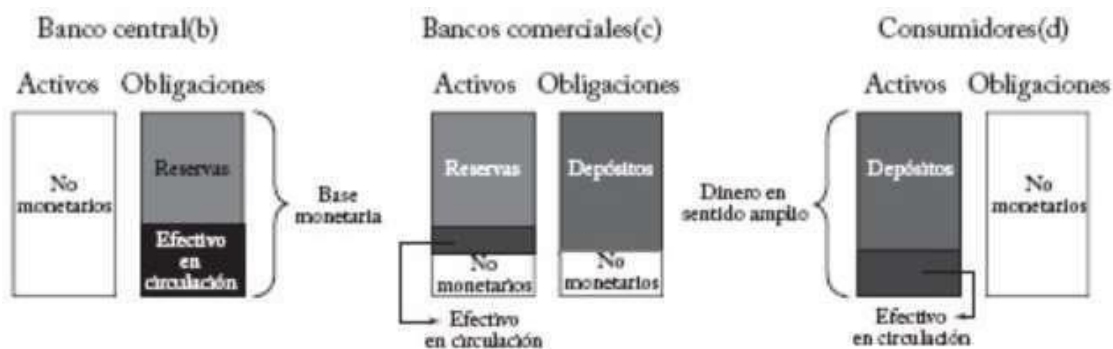 Banco central(b)
Activos
Obligaciones
No
monetarios
Reservas
Efectivo
en
circulación
Base
monetaria
Bancos comerciales(c)
Activos
Obligaciones
Reservas
No
monetarios
Efectivo
en circulación
Depósitos
No
monetarios
Consumidores(d)
Activos
Obligaciones
Dinero en
sentido amplio
Depósitos
Efectivo
en circulación
No
monetarios